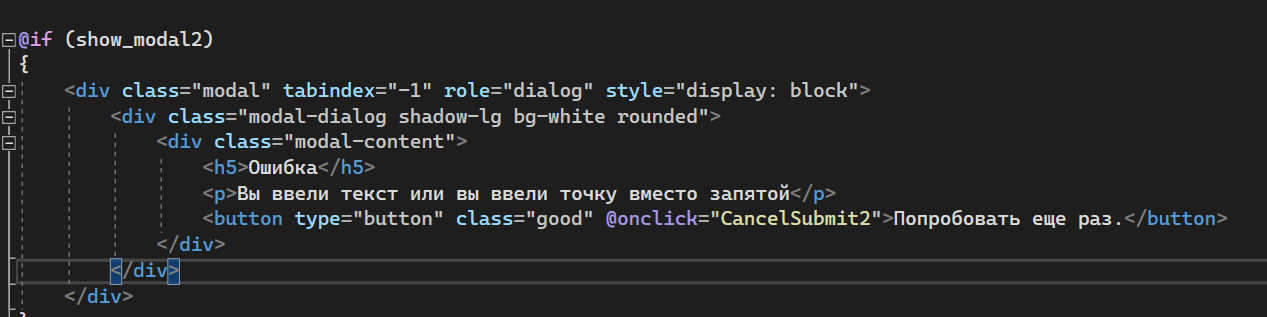 @if (show_modal2)
{
<div class="modal" tabindex="-1" role="dialog" style="display: block">
<div class="modal-dialog shadow-lg bg-white rounded">
<div class="modal-content">
<h5>Ошибка</h5>
<p>Вы ввели текст или вы ввели точку вместо запятой</p>
<button type="button" class="good" @onclick="CancelSubmit2">Попробовать еще раз.</button>
</div>
</div>
</div>
}